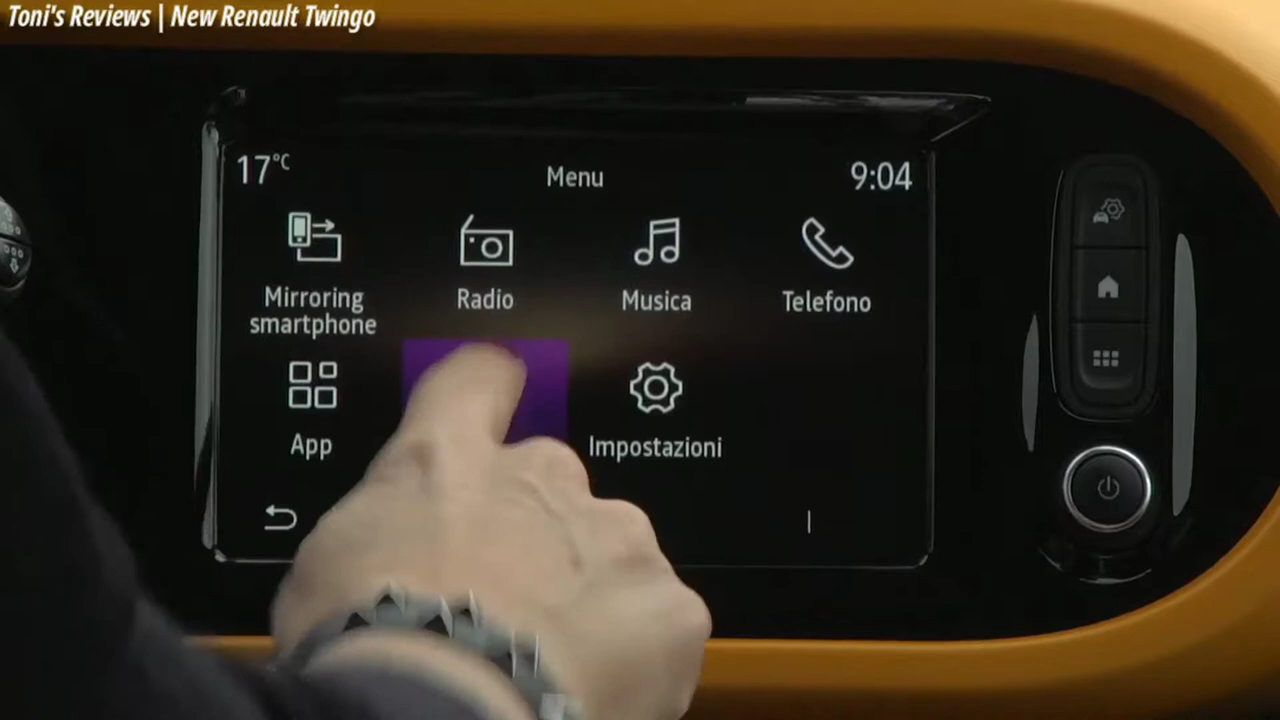 Toni's Reviews | New Renault Twingo
17°C
Menu
9:04
Mirroring
smartphone
Radio
Musica
Telefono
App
Impostazioni